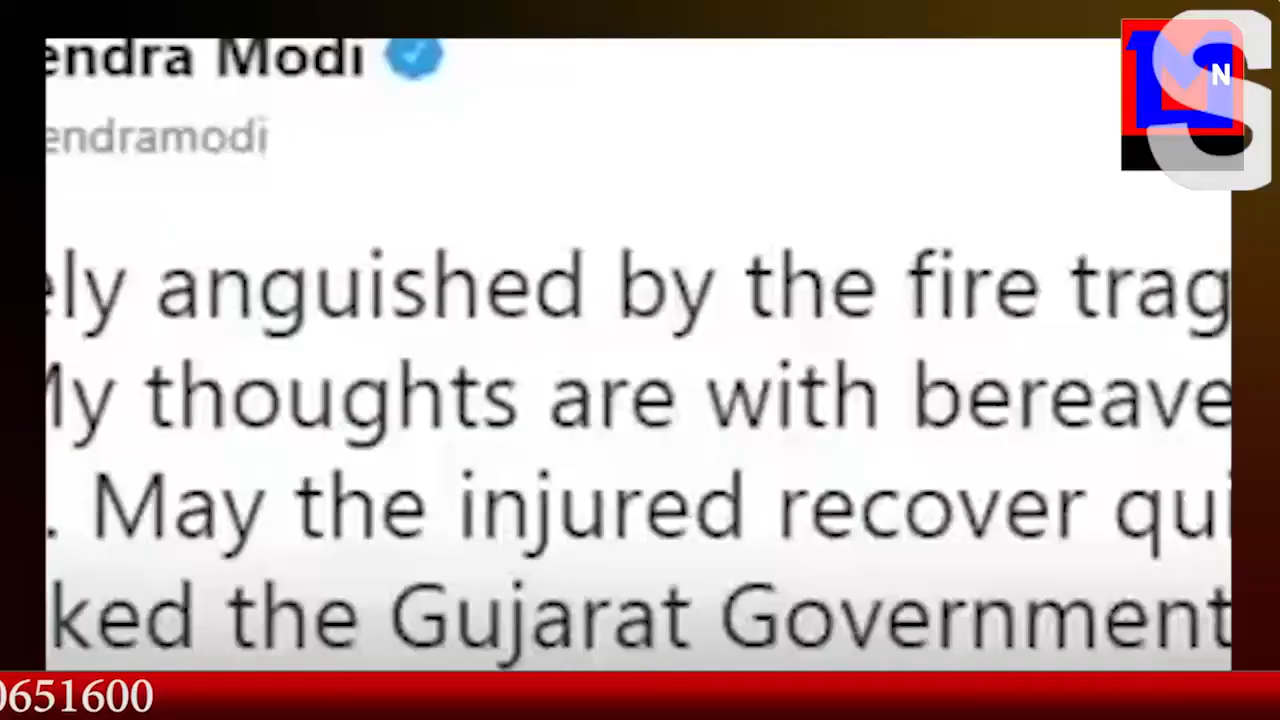 endra Modi
endramodi
ely anguished by the fire trag
My thoughts are with bereave
. May the injured recover qui
ked the Gujarat Government
0651600
S
N